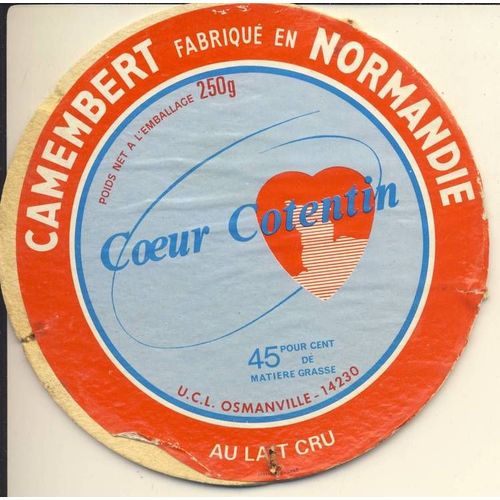 CAMEMBERT FABRIQUÉ EN NORMANDIE
POIDS NET A L'EMBALLAGE 250g
Cœur Cotentin
45 POUR CENT
DE
MATIERE GRASSE
U.C.L. OSMANVILLE - 14230
AU LAIT CRU